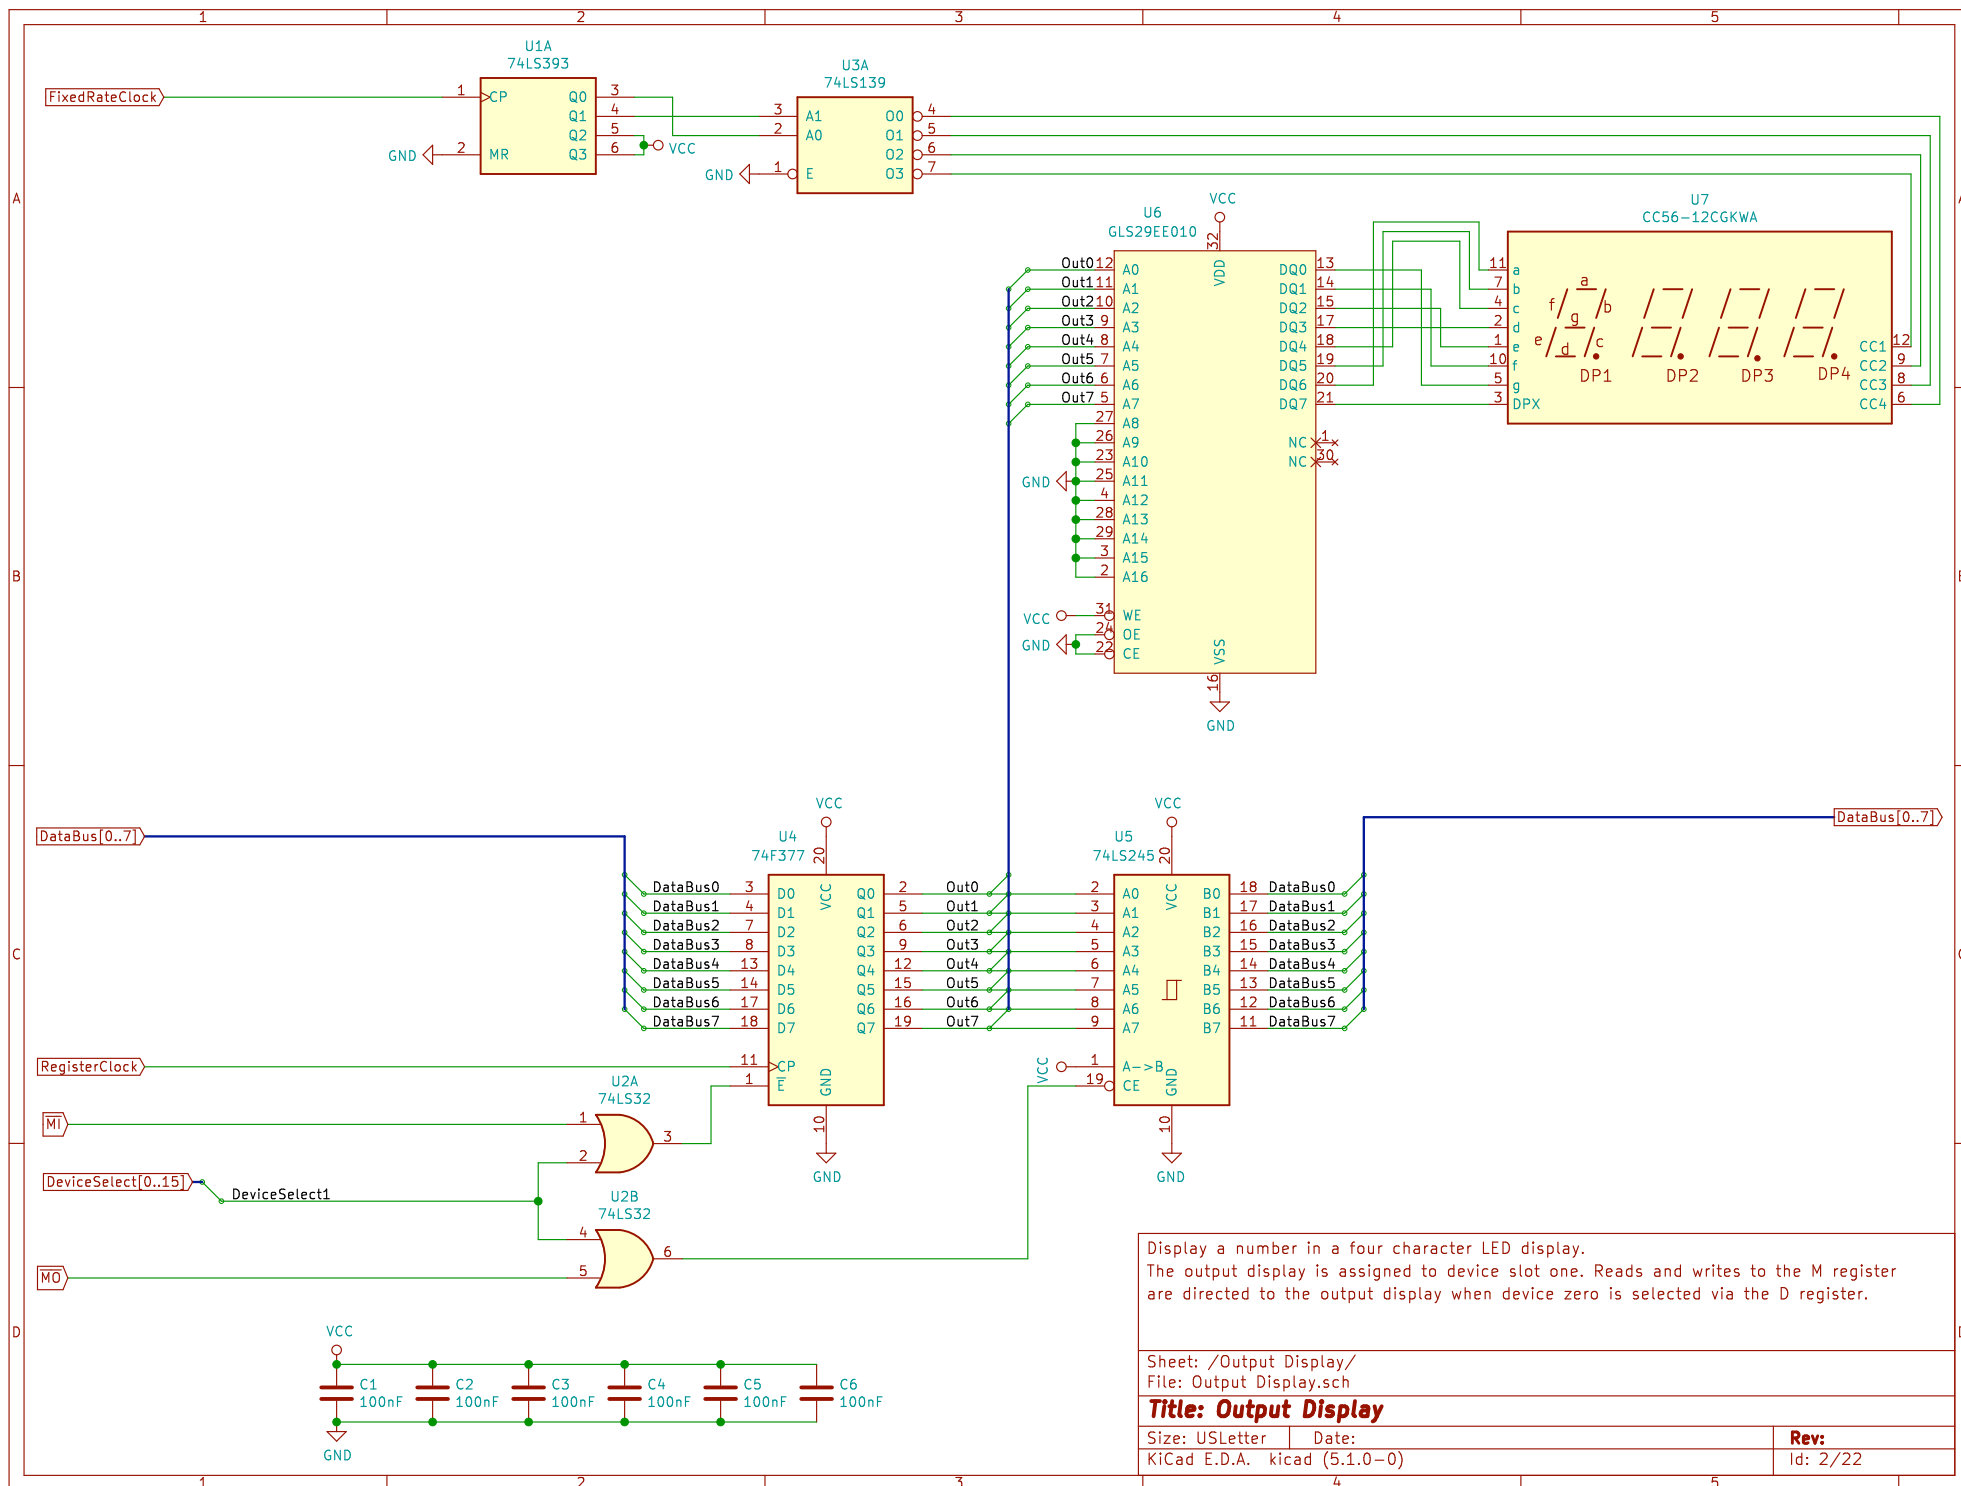 1 2 3 4 5
U1A
74LS393
FixedRateClock
1 CP Q0 3
Q1 4
Q2 5
GND 2 MR Q3 6
VCC
U3A
74LS139
3 A1 O0 4
2 A0 O1 5
O2 6
GND 1 E O3 7
A
U6
GLS29EE010
VCC
32
VDD
Out0 12 A0 DQ0 13
Out1 11 A1 DQ1 14
Out2 10 A2 DQ2 15
Out3 9 A3 DQ3 17
Out4 8 A4 DQ4 18
Out5 7 A5 DQ5 19
Out6 6 A6 DQ6 20
Out7 5 A7 DQ7 21
27 A8
26 A9 NC 1
23 A10 NC 30
GND 25 A11
4 A12
28 A13
29 A14
3 A15
2 A16
VCC 31 WE
24 OE
GND
22 CE
VSS
16
GND
U7
CC56-12CGKWA
11 a
7 b
4 c
2 d
1 e
10 f
5 g
3 DPX
a
f b
g
e c
d
DP1 DP2 DP3 DP4
CC1 12
CC2 9
CC3 8
CC4 6
B
DataBus[0..7]
DataBus[0..7]
U4
74F377
VCC
20
VCC
DataBus0 3 D0 Q0 2 Out0
DataBus1 4 D1 Q1 5 Out1
DataBus2 7 D2 Q2 6 Out2
DataBus3 8 D3 Q3 9 Out3
DataBus4 13 D4 Q4 12 Out4
DataBus5 14 D5 Q5 15 Out5
DataBus6 17 D6 Q6 16 Out6
DataBus7 18 D7 Q7 19 Out7
11 CP
1 E
GND
10
GND
U5
74LS245
VCC
20
VCC
2 A0 B0 18 DataBus0
3 A1 B1 17 DataBus1
4 A2 B2 16 DataBus2
5 A3 B3 15 DataBus3
6 A4 B4 14 DataBus4
7 A5 B5 13 DataBus5
8 A6 B6 12 DataBus6
9 A7 B7 11 DataBus7
VCC 1 A->B
19 CE
GND
10
GND
C
RegisterClock
U2A
74LS32
MI
1
2
3
DeviceSelect[0..15]
DeviceSelect1
U2B
74LS32
4
5
6
MO
D
VCC
C1 100nF
C2 100nF
C3 100nF
C4 100nF
C5 100nF
C6 100nF
GND
Display a number in a four character LED display.
The output display is assigned to device slot one. Reads and writes to the M register
are directed to the output display when device zero is selected via the D register.
Sheet: /Output Display/
File: Output Display.sch
Title: Output Display
Size: USLetter Date: Rev:
KiCad E.D.A. kicad (5.1.0-0) Id: 2/22
1 2 3 4 5